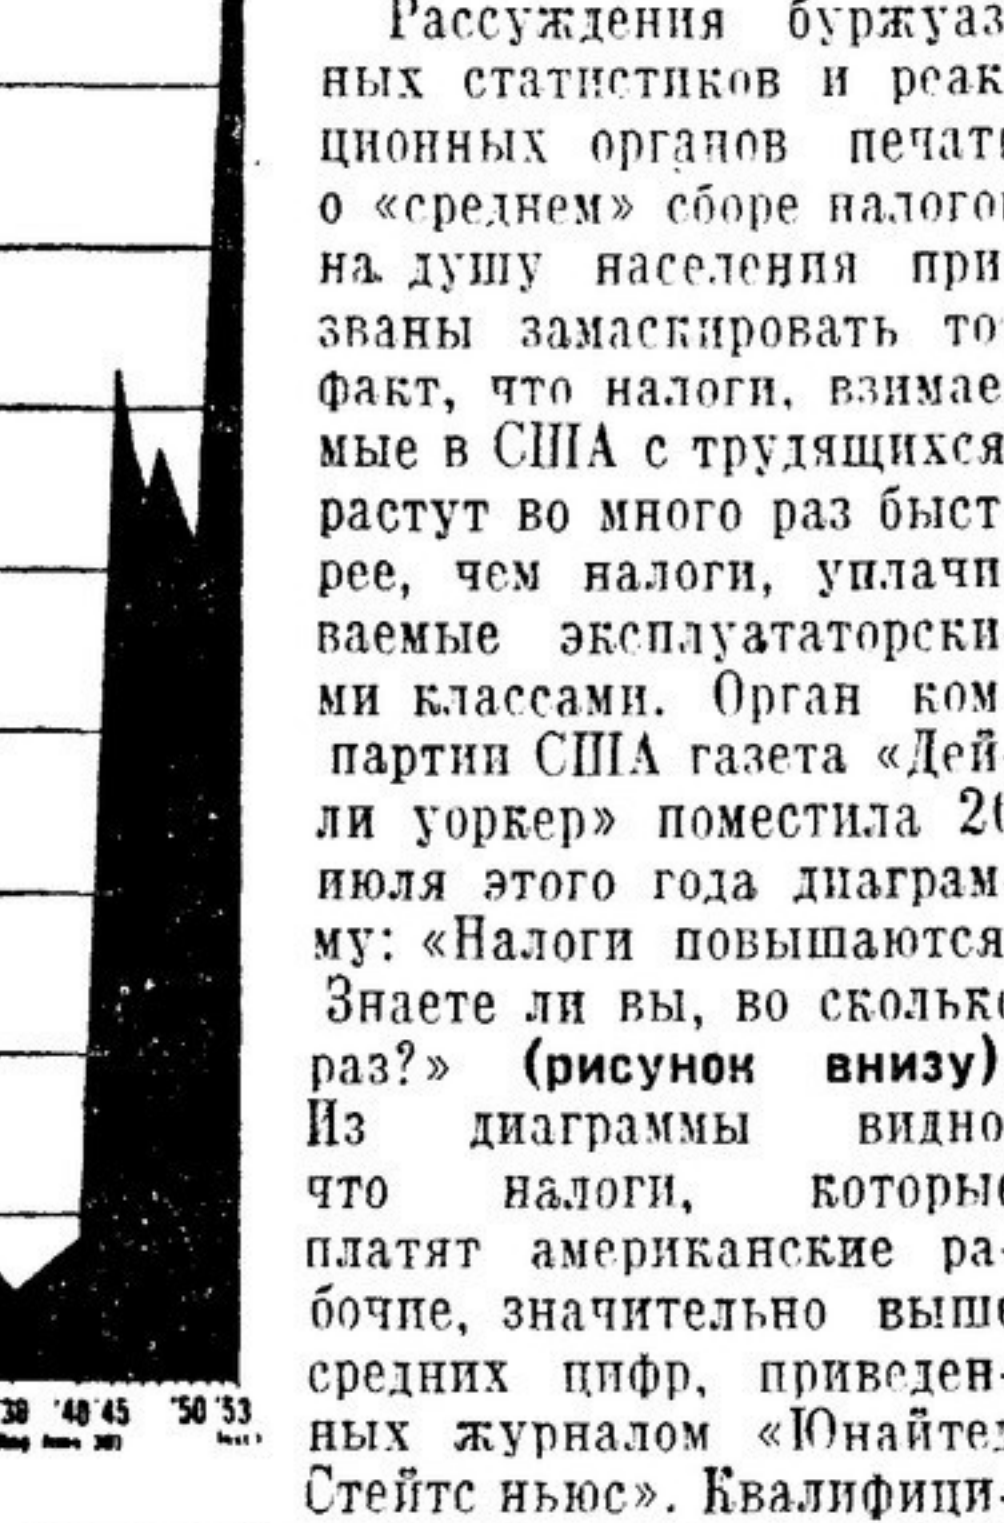 Рассуждения буржуаз
ных статистиков и реак
ционных органов печати
о «среднем» сборе налогов
на душу населения при
званы замаскировать то
факт, что налоги, взимае
мые в США с трудящихся
растут во много раз быст
рее, чем налоги, уплачи
ваемые эксплуататорски
ми классами. Орган ком
партии США газета «Дей-
ли уоркер» поместила
июля этого года диаграм
му: «Налоги повышаются
Знаете ли вы, во сколько
раз?» (рисунок внизу)
Из диаграммы видно
что налоги, которые
платят американские ра-
бочие, значительно выше
средних цифр, приведен-
ных журналом «Юнайтед
Стейтс ньюс». Квалифици-
'40 '45 '50 '53